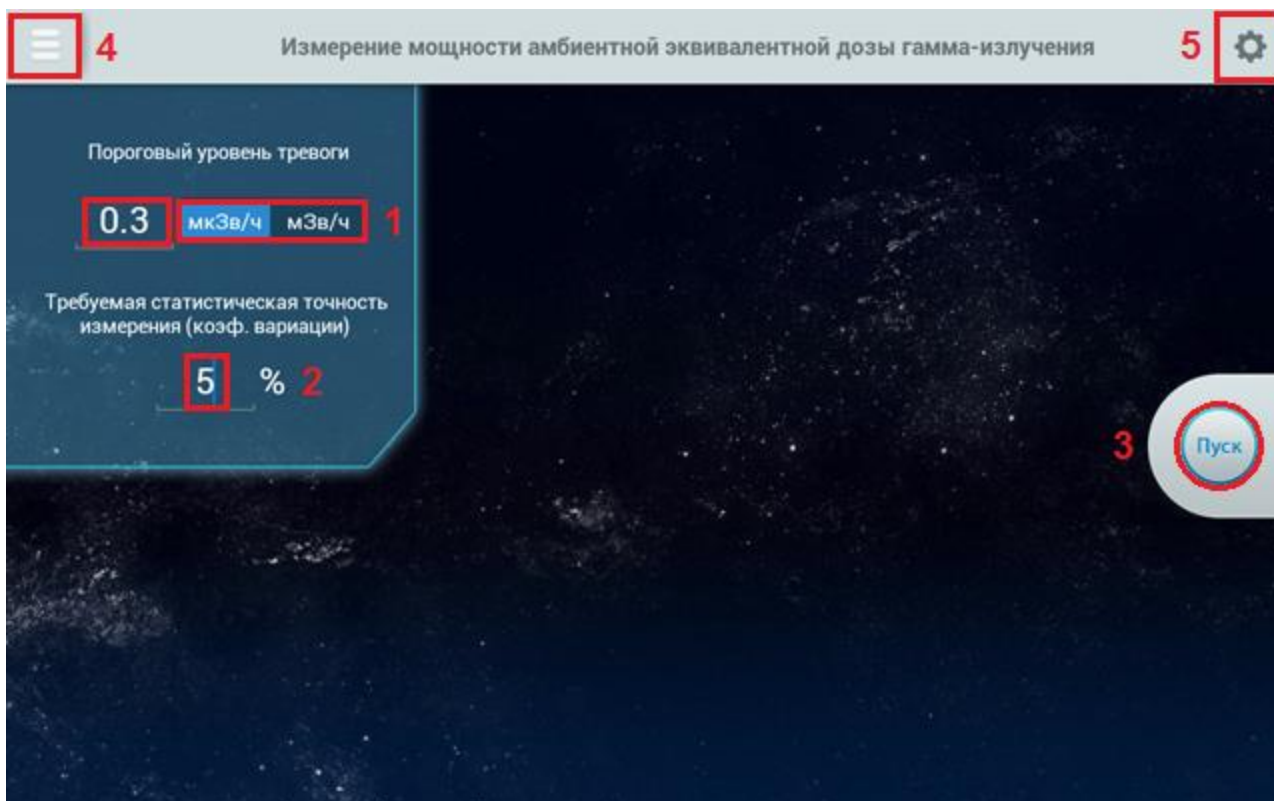 4
Измерение мощности амбиентной эквивалентной дозы гамма-излучения
5
Пороговый уровень тревоги
0.3 мкЗв/ч мЗв/ч 1
Требуемая статистическая точность
измерения (коэф. вариации)
5 % 2
3 Пуск